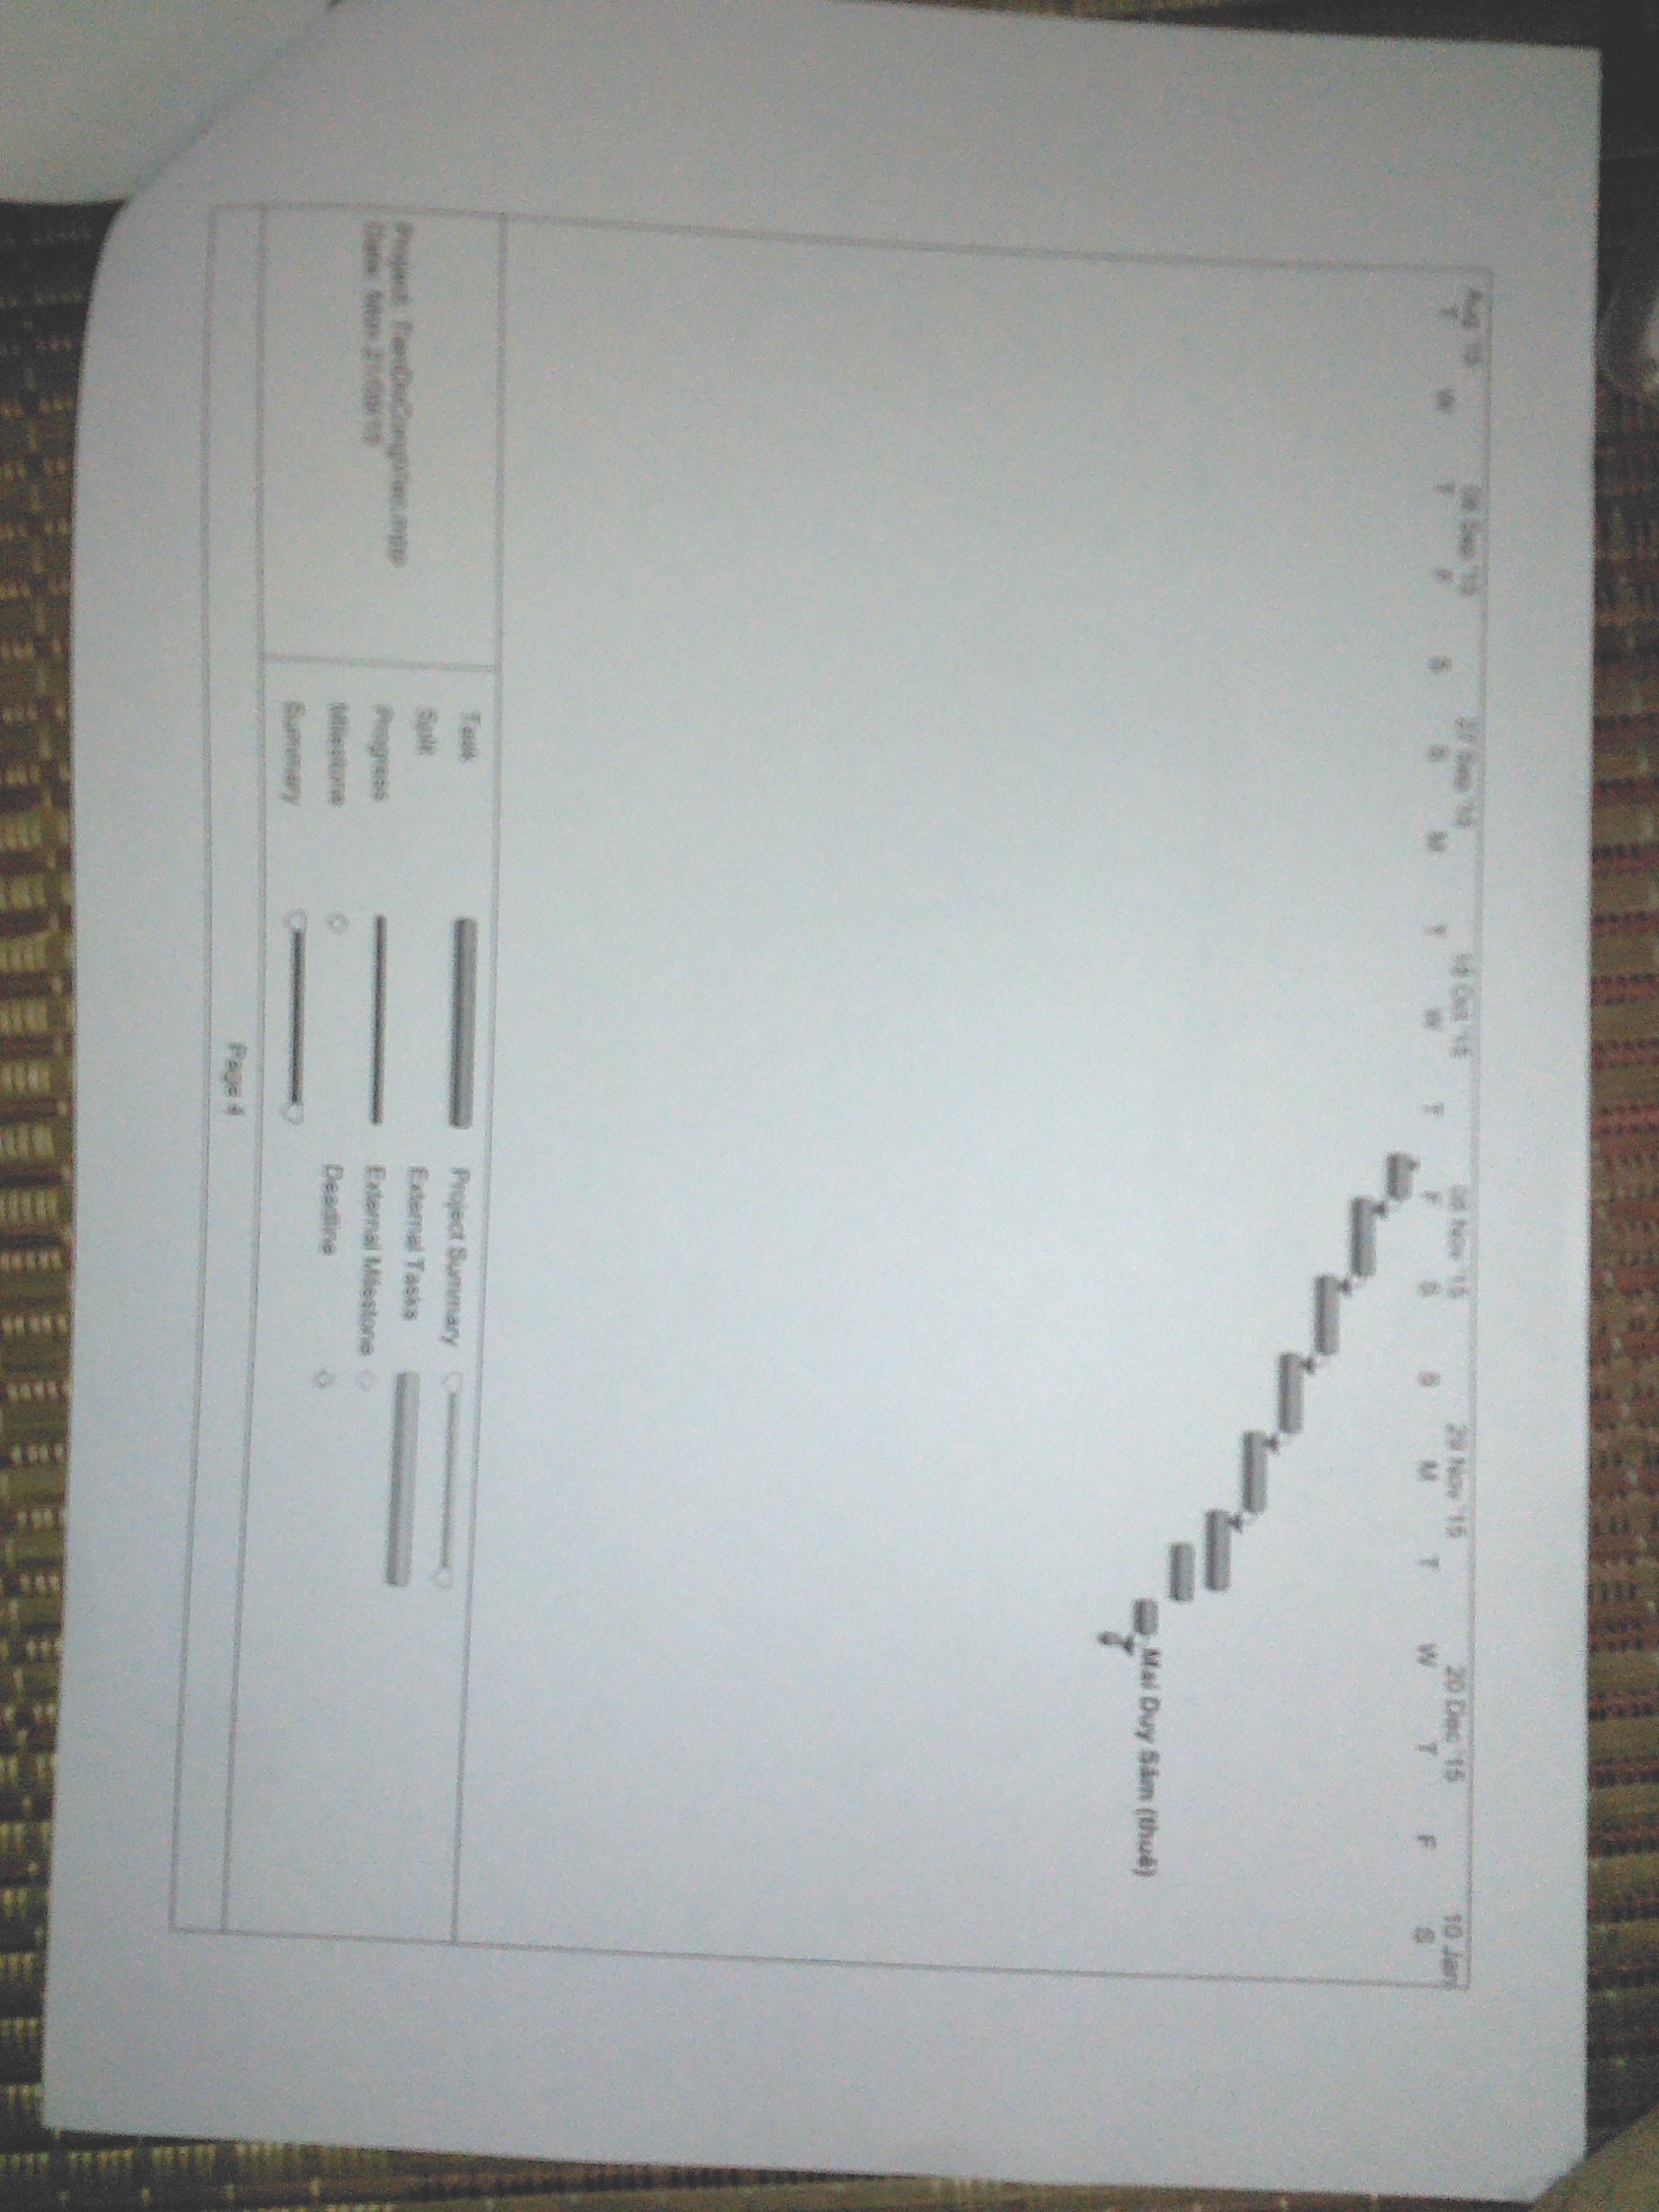 Aug '15 06 Sep '15 27 Sep '15 18 Oct '15 08 Nov '15 29 Nov '15 20 Dec '15 10 Jan
T W T F S S M T W T F S S M T W T F S
Mai Duy Sâm (thuê)
Project: TienDoCongViec.mpp
Date: Mon 21/09/15
Task
Split
Progress
Milestone
Summary
Project Summary
External Tasks
External Milestone
Deadline
Page 4